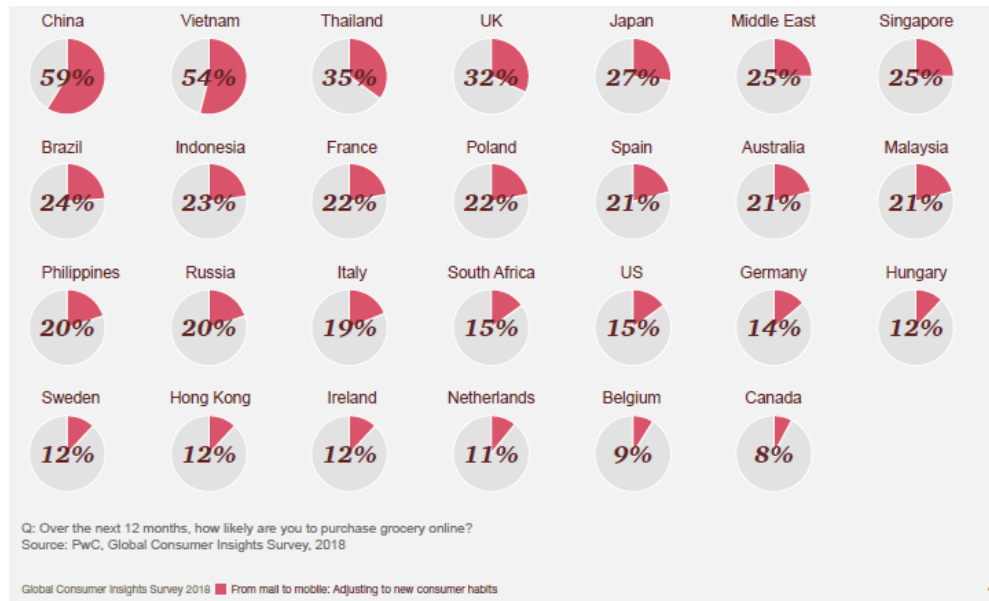 China Vietnam Thailand UK Japan Middle East Singapore
59% 54% 35% 32% 27% 25% 25%
Brazil Indonesia France Poland Spain Australia Malaysia
24% 23% 22% 22% 21% 21% 21%
Philippines Russia Italy South Africa US Germany Hungary
20% 20% 19% 15% 15% 14% 12%
Sweden Hong Kong Ireland Netherlands Belgium Canada
12% 12% 12% 11% 9% 8%
Q: Over the next 12 months, how likely are you to purchase grocery online?
Source: PwC, Global Consumer Insights Survey, 2018
Global Consumer Insights Survey 2018 From mall to mobile: Adjusting to new consumer habits